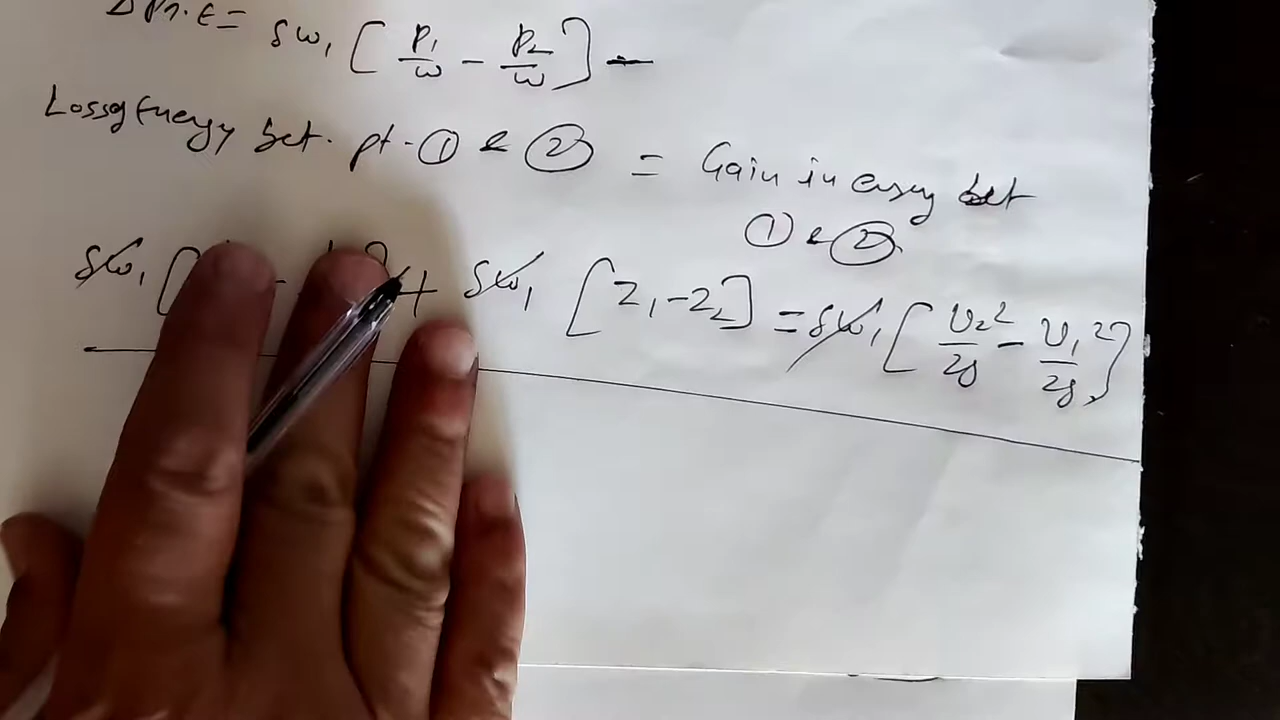 Δ Pr. E = δw₁ [ P₁/w − P₂/w ] −
Loss of Energy bet. pt. ① & ② = Gain in energy bet
① & ②
δw₁ [ − ] + δw₁ [ Z₁ − Z₂ ] = δw₁ [ V₂²/2g − V₁²/2g ]